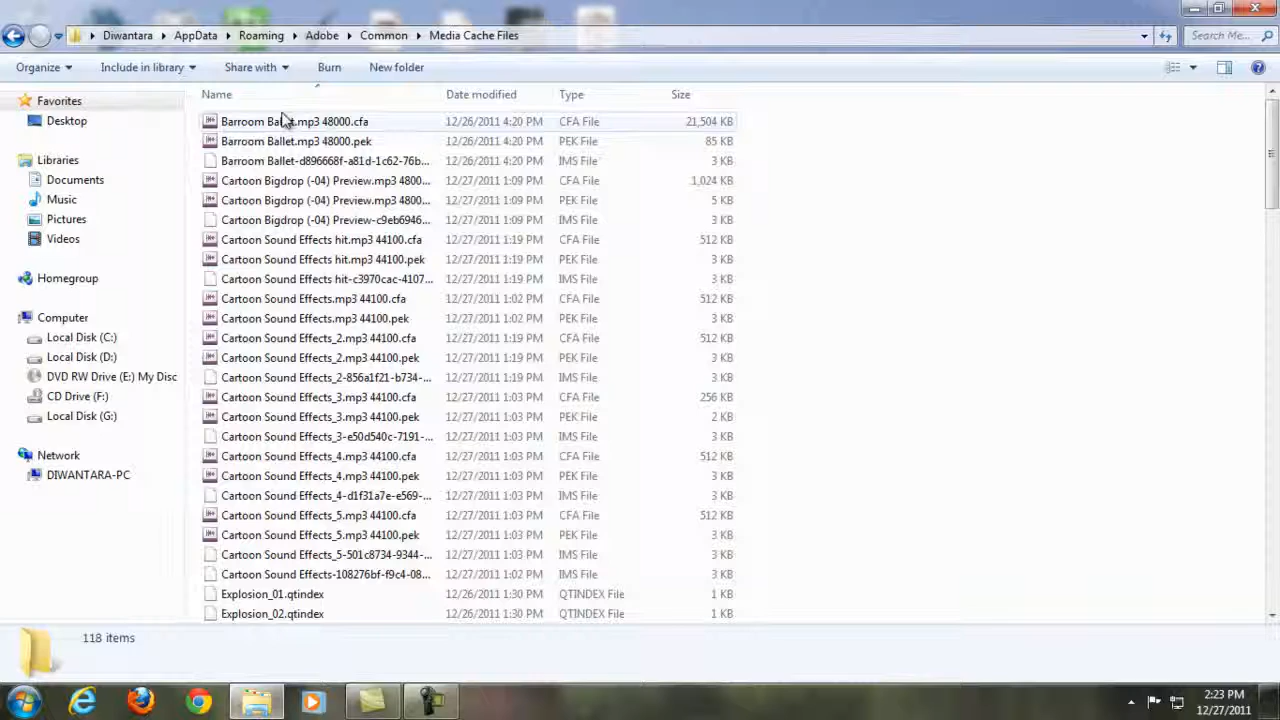 Diwantara AppData Roaming Adobe Common Media Cache Files Search Me...
Organize Include in library Share with Burn New folder
Favorites
Desktop
Libraries
Documents
Music
Pictures
Videos
Homegroup
Computer
Local Disk (C:)
Local Disk (D:)
DVD RW Drive (E:) My Disc
CD Drive (F:)
Local Disk (G:)
Network
DIWANTARA-PC
Name Date modified Type Size
Barroom Ballet.mp3 48000.cfa 12/26/2011 4:20 PM CFA File 21,504 KB
Barroom Ballet.mp3 48000.pek 12/26/2011 4:20 PM PEK File 85 KB
Barroom Ballet-d896668f-a81d-1c62-76b... 12/26/2011 4:20 PM IMS File 3 KB
Cartoon Bigdrop (-04) Preview.mp3 4800... 12/27/2011 1:09 PM CFA File 1,024 KB
Cartoon Bigdrop (-04) Preview.mp3 4800... 12/27/2011 1:09 PM PEK File 5 KB
Cartoon Bigdrop (-04) Preview-c9eb6946... 12/27/2011 1:09 PM IMS File 3 KB
Cartoon Sound Effects hit.mp3 44100.cfa 12/27/2011 1:19 PM CFA File 512 KB
Cartoon Sound Effects hit.mp3 44100.pek 12/27/2011 1:19 PM PEK File 3 KB
Cartoon Sound Effects hit-c3970cac-4107... 12/27/2011 1:19 PM IMS File 3 KB
Cartoon Sound Effects.mp3 44100.cfa 12/27/2011 1:02 PM CFA File 512 KB
Cartoon Sound Effects.mp3 44100.pek 12/27/2011 1:02 PM PEK File 3 KB
Cartoon Sound Effects_2.mp3 44100.cfa 12/27/2011 1:19 PM CFA File 512 KB
Cartoon Sound Effects_2.mp3 44100.pek 12/27/2011 1:19 PM PEK File 3 KB
Cartoon Sound Effects_2-856a1f21-b734-... 12/27/2011 1:19 PM IMS File 3 KB
Cartoon Sound Effects_3.mp3 44100.cfa 12/27/2011 1:03 PM CFA File 256 KB
Cartoon Sound Effects_3.mp3 44100.pek 12/27/2011 1:03 PM PEK File 2 KB
Cartoon Sound Effects_3-e50d540c-7191-... 12/27/2011 1:03 PM IMS File 3 KB
Cartoon Sound Effects_4.mp3 44100.cfa 12/27/2011 1:03 PM CFA File 512 KB
Cartoon Sound Effects_4.mp3 44100.pek 12/27/2011 1:03 PM PEK File 3 KB
Cartoon Sound Effects_4-d1f31a7e-e569-... 12/27/2011 1:03 PM IMS File 3 KB
Cartoon Sound Effects_5.mp3 44100.cfa 12/27/2011 1:03 PM CFA File 512 KB
Cartoon Sound Effects_5.mp3 44100.pek 12/27/2011 1:03 PM PEK File 3 KB
Cartoon Sound Effects_5-501c8734-9344-... 12/27/2011 1:03 PM IMS File 3 KB
Cartoon Sound Effects-108276bf-f9c4-08... 12/27/2011 1:02 PM IMS File 3 KB
Explosion_01.qtindex 12/26/2011 1:30 PM QTINDEX File 1 KB
Explosion_02.qtindex 12/26/2011 1:30 PM QTINDEX File 1 KB
118 items
2:23 PM
12/27/2011